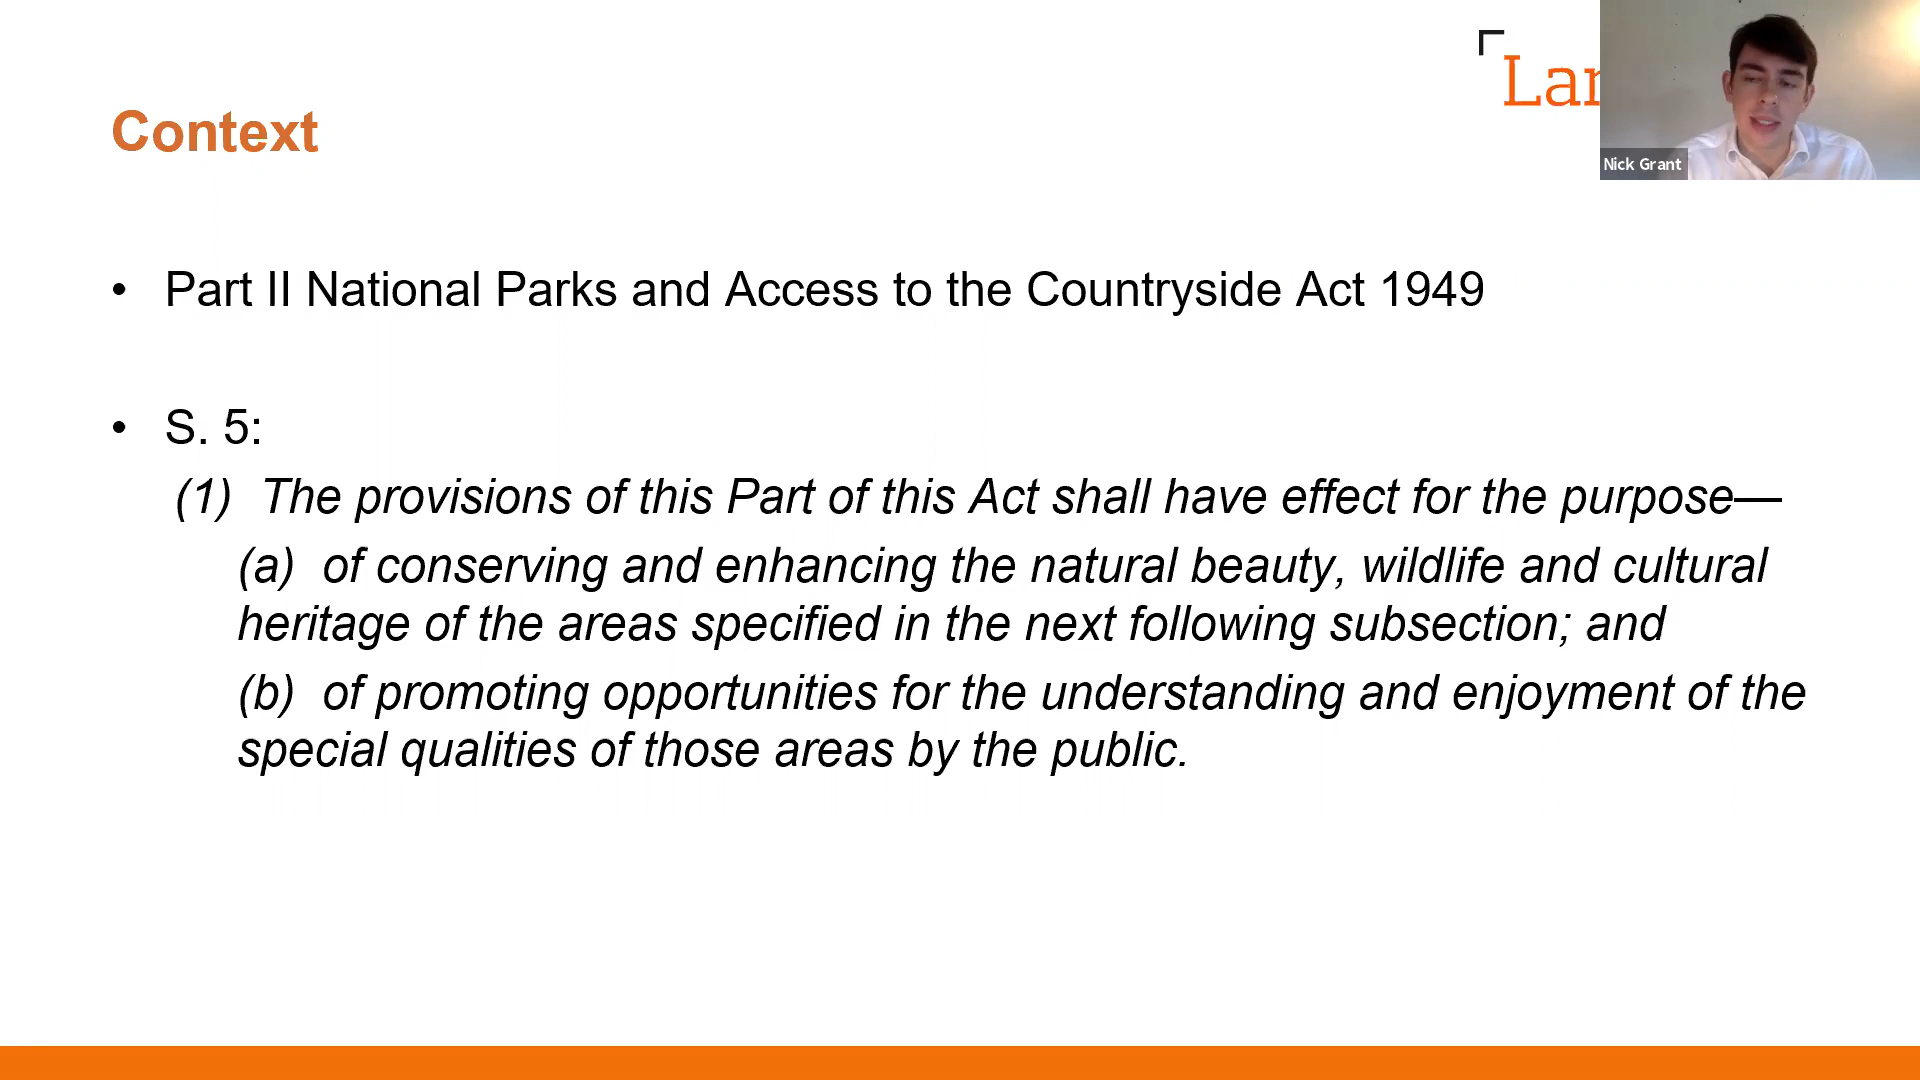 Lan
Nick Grant
Context
• Part II National Parks and Access to the Countryside Act 1949
• S. 5:
(1) The provisions of this Part of this Act shall have effect for the purpose—
(a) of conserving and enhancing the natural beauty, wildlife and cultural
heritage of the areas specified in the next following subsection; and
(b) of promoting opportunities for the understanding and enjoyment of the
special qualities of those areas by the public.